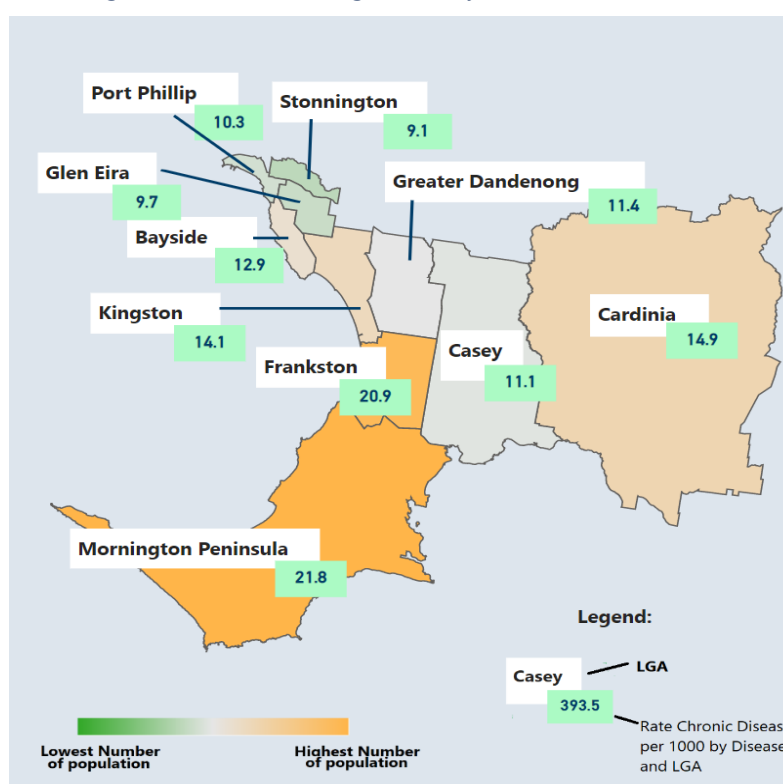 Port Phillip
10.3
Stonnington
9.1
Glen Eira
9.7
Greater Dandenong
11.4
Bayside
12.9
Kingston
14.1
Cardinia
14.9
Frankston
20.9
Casey
11.1
Mornington Peninsula
21.8
Legend:
LGA
Casey
393.5
Rate Chronic Diseas
per 1000 by Disease
and LGA
Lowest Number
of population
Highest Number
of population